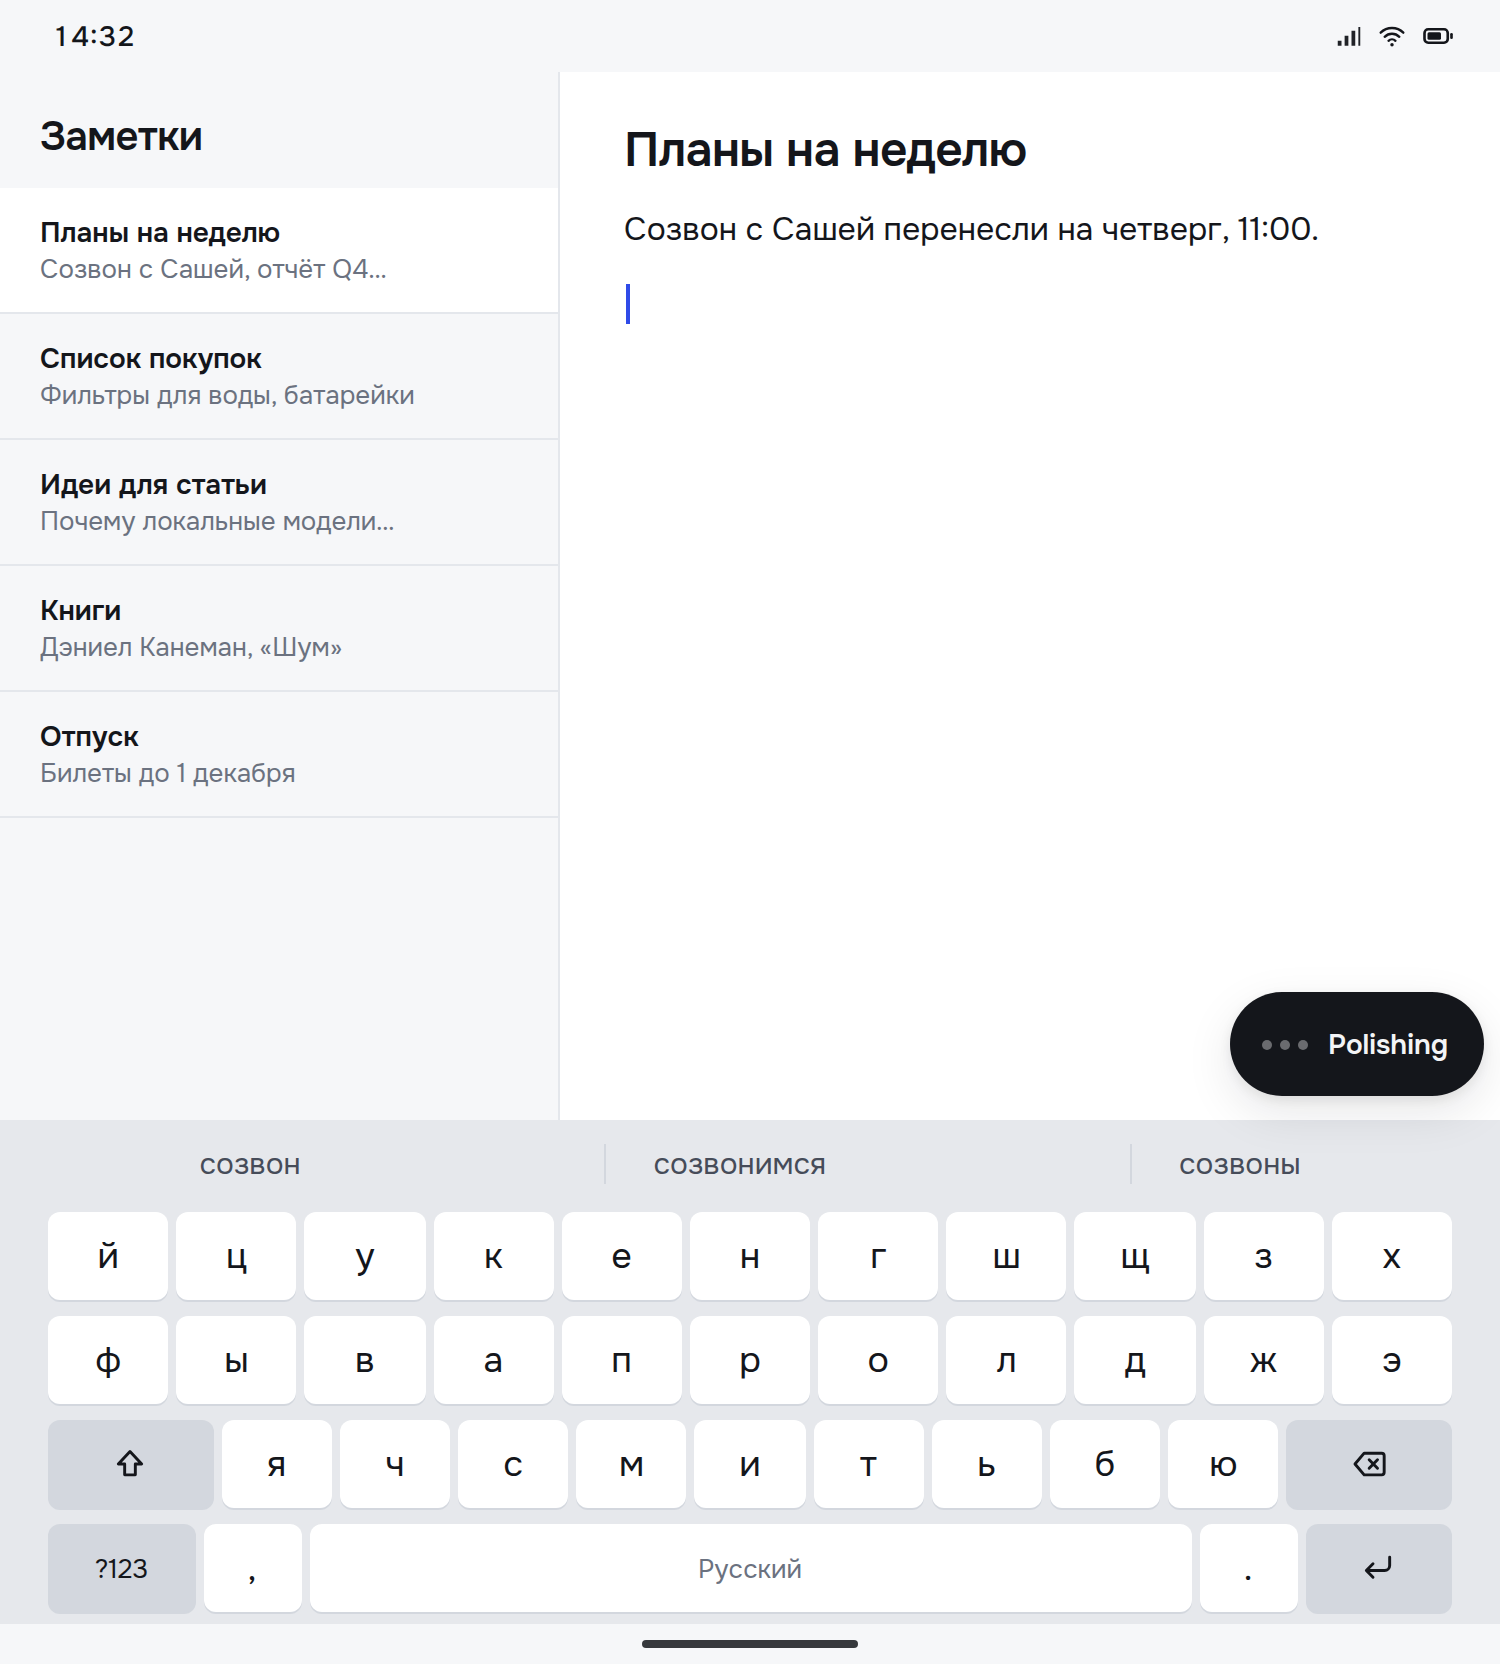 14:32
Заметки
Планы на неделю
Созвон с Сашей, отчёт Q4...
Список покупок
Фильтры для воды, батарейки
Идеи для статьи
Почему локальные модели...
Книги
Дэниел Канеман, «Шум»
Отпуск
Билеты до 1 декабря
Планы на неделю
Созвон с Сашей перенесли на четверг, 11:00.
Polishing
созвон созвонимся созвоны
й ц у к е н г ш щ з х
ф ы в а п р о л д ж э
я ч с м и т ь б ю
?123 , Русский .